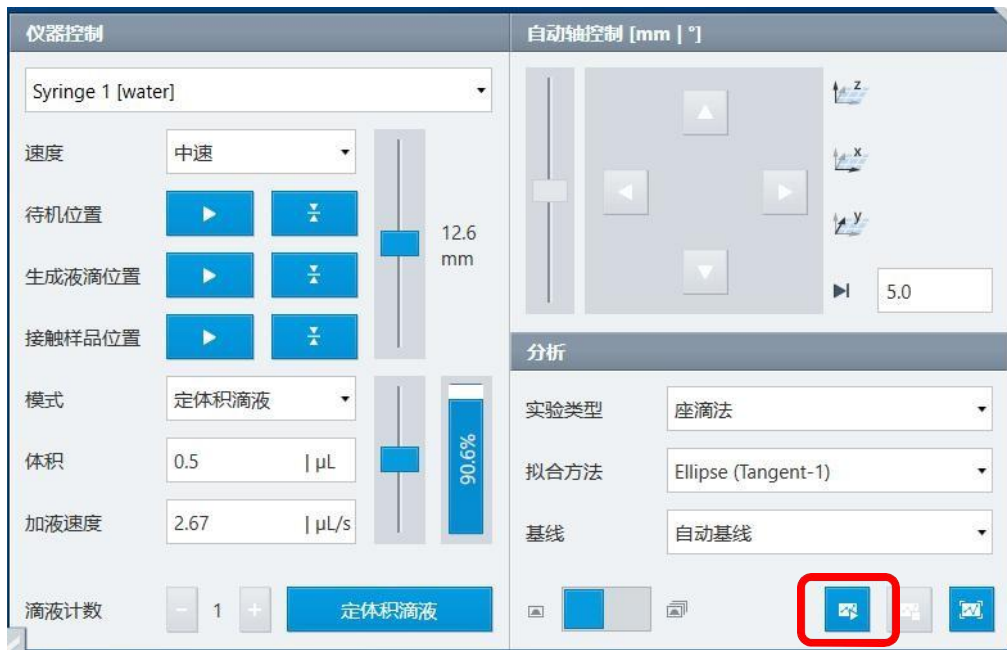 仪器控制
Syringe 1 [water]
速度
中速
待机位置
生成液滴位置
接触样品位置
12.6
mm
模式
定体积滴液
体积
0.5 | μL
加液速度
2.67 | μL/s
90.6%
滴液计数
- 1 +
定体积滴液
自动轴控制 [mm | °]
z
x
y
5.0
分析
实验类型
座滴法
拟合方法
Ellipse (Tangent-1)
基线
自动基线